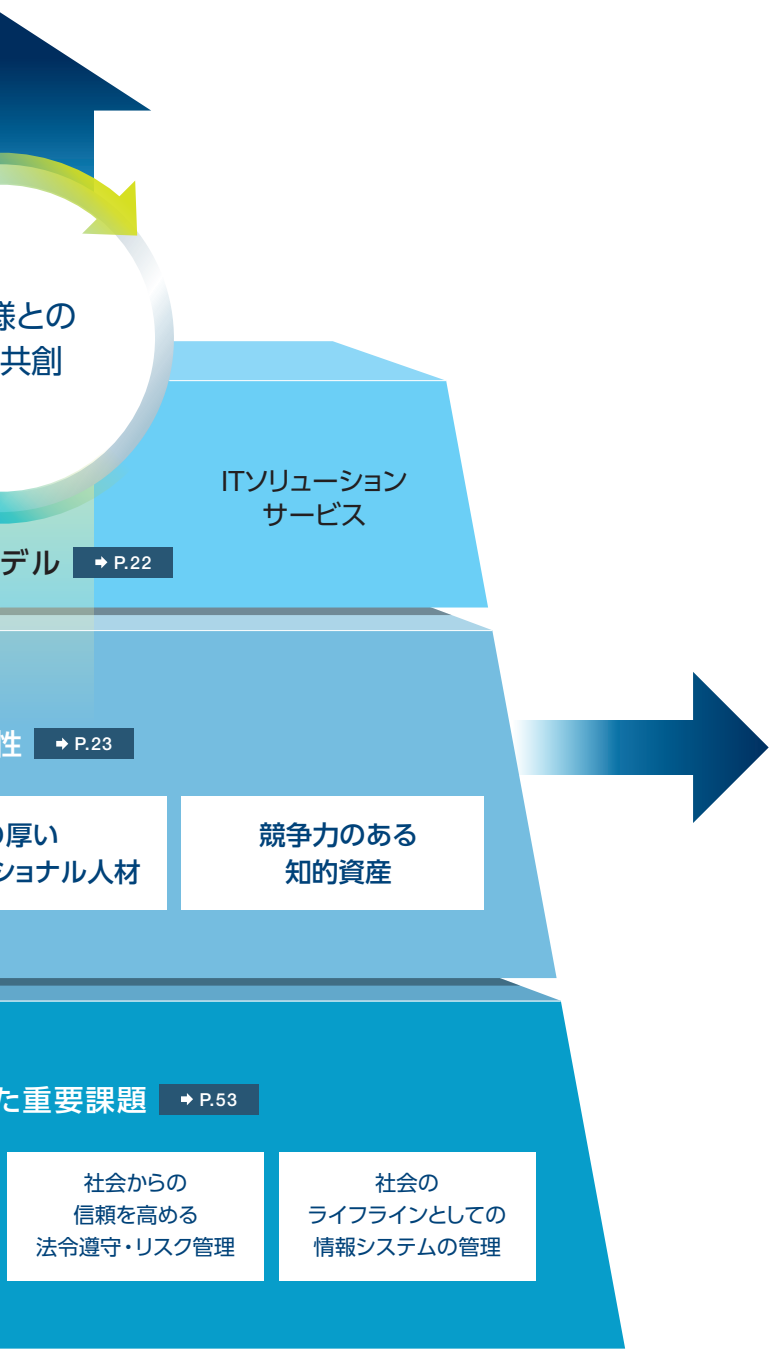 様との
共創
ITソリューション
サービス
デル ➡ P.22
性 ➡ P.23
厚い
ショナル人材
競争力のある
知的資産
た重要課題 ➡ P.53
社会からの
信頼を高める
法令遵守・リスク管理
社会の
ライフラインとしての
情報システムの管理